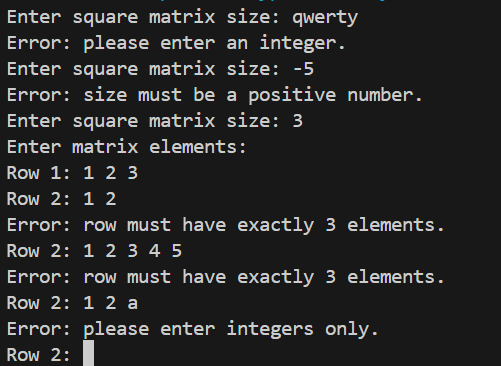 Enter square matrix size: qwerty
Error: please enter an integer.
Enter square matrix size: -5
Error: size must be a positive number.
Enter square matrix size: 3
Enter matrix elements:
Row 1: 1 2 3
Row 2: 1 2
Error: row must have exactly 3 elements.
Row 2: 1 2 3 4 5
Error: row must have exactly 3 elements.
Row 2: 1 2 a
Error: please enter integers only.
Row 2: